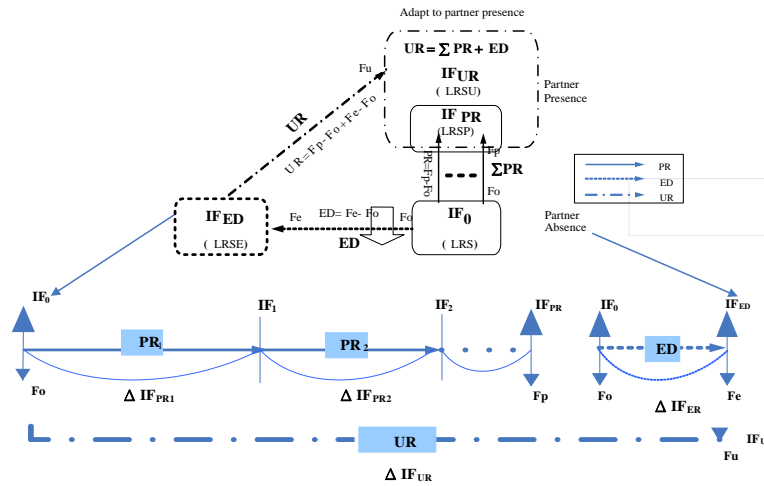 Adapt to partner presence
UR= ∑ PR + ED
IFUR
( LRSU)
Fu
Partner
Presence
IF PR
(LRSP)
UR
UR=Fp-Fo+Fe-Fo
PR=Fp-Fo
Fp
∑PR
Fo
PR
ED
UR
IFED
( LRSE)
Fe
ED= Fe- Fo
Fo
ED
IF0
( LRS)
Partner
Absence
IF0
IF1
IF2
IFPR
IF0
IFED
PR1
PR 2
ED
Fo
Fp
Fo
Fe
Δ IFPR1
Δ IFPR2
Δ IFER
UR
IFU
Fu
Δ IFUR